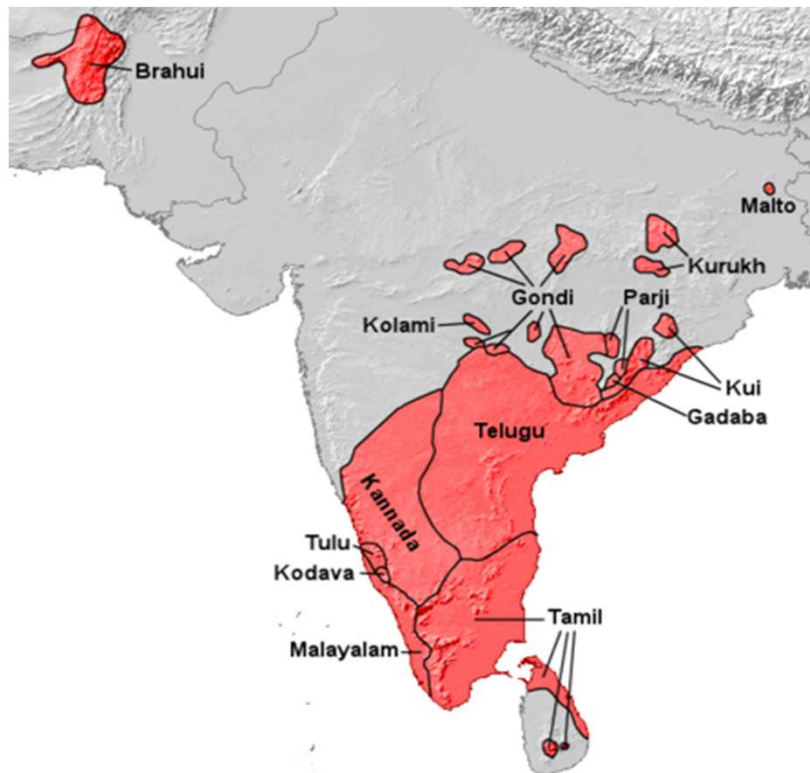 Brahui
Malto
Kurukh
Gondi
Parji
Kolami
Kui
Gadaba
Telugu
Kannada
Tulu
Kodava
Tamil
Malayalam